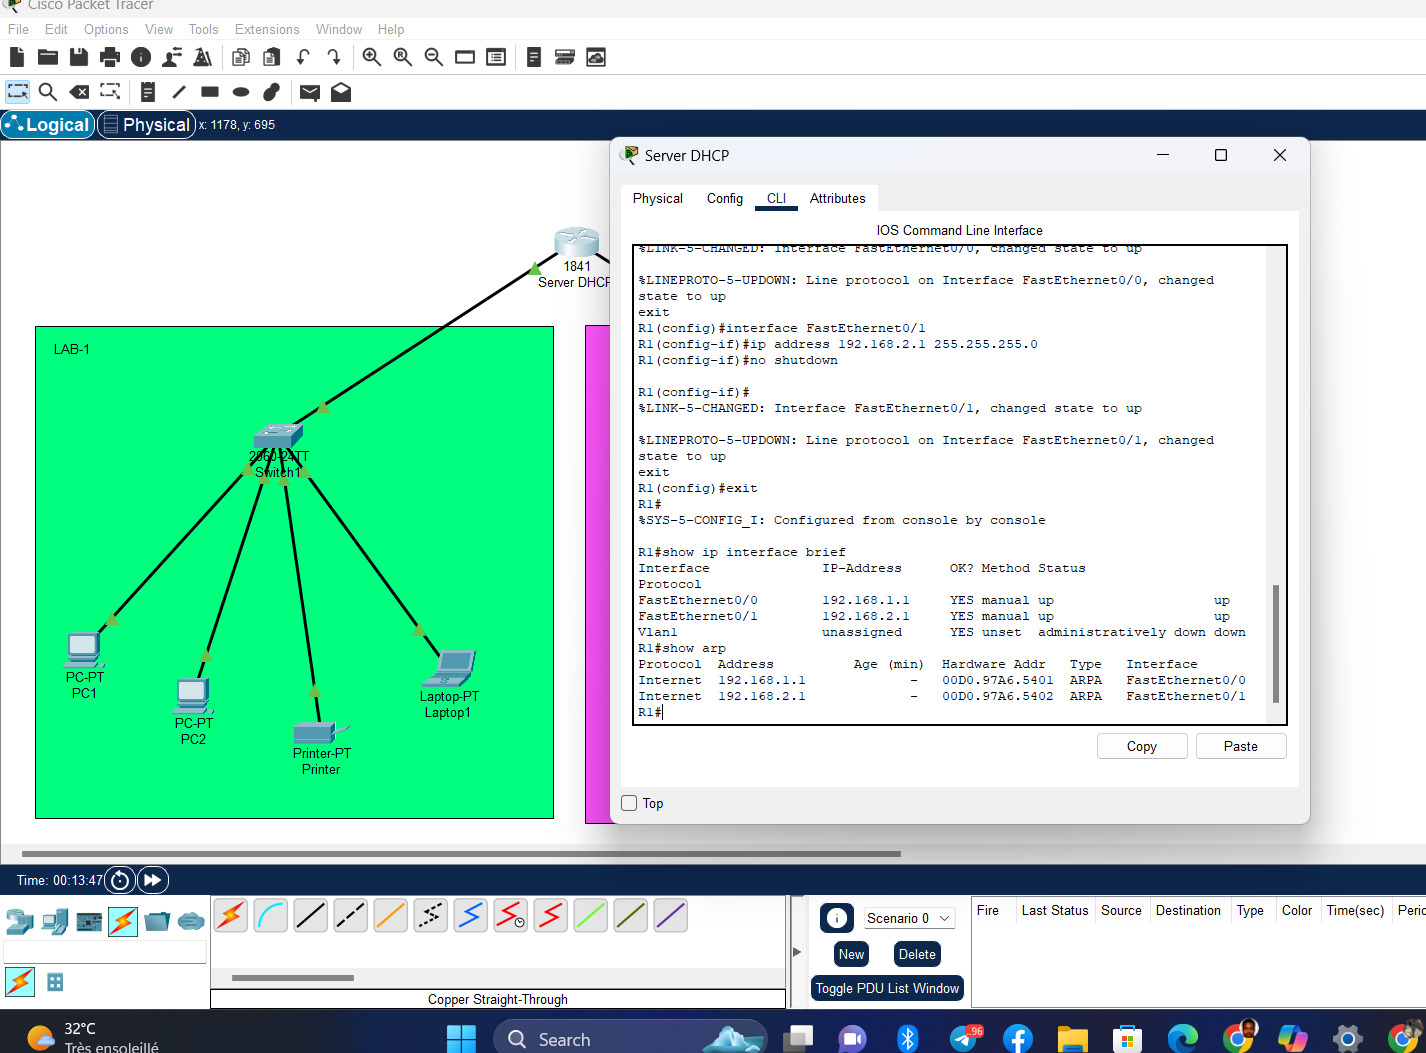 Cisco Packet Tracer
File Edit Options View Tools Extensions Window Help
Logical Physical x: 1178, y: 695
Server DHCP
Physical Config CLI Attributes
IOS Command Line Interface
%LINK-5-CHANGED: Interface FastEthernet0/0, changed state to up
%LINEPROTO-5-UPDOWN: Line protocol on Interface FastEthernet0/0, changed
state to up
exit
R1(config)#interface FastEthernet0/1
R1(config-if)#ip address 192.168.2.1 255.255.255.0
R1(config-if)#no shutdown
R1(config-if)#
%LINK-5-CHANGED: Interface FastEthernet0/1, changed state to up
%LINEPROTO-5-UPDOWN: Line protocol on Interface FastEthernet0/1, changed
state to up
exit
R1(config)#exit
R1#
%SYS-5-CONFIG_I: Configured from console by console
R1#show ip interface brief
Interface IP-Address OK? Method Status
Protocol
FastEthernet0/0 192.168.1.1 YES manual up up
FastEthernet0/1 192.168.2.1 YES manual up up
Vlan1 unassigned YES unset administratively down down
R1#show arp
Protocol Address Age (min) Hardware Addr Type Interface
Internet 192.168.1.1 - 00D0.97A6.5401 ARPA FastEthernet0/0
Internet 192.168.2.1 - 00D0.97A6.5402 ARPA FastEthernet0/1
R1#
Copy Paste
Top
1841
Server DHCP
LAB-1
2960-24TT
Switch1
PC-PT
PC1
PC-PT
PC2
Printer-PT
Printer
Laptop-PT
Laptop1
Time: 00:13:47
Copper Straight-Through
Scenario 0
New Delete
Toggle PDU List Window
Fire Last Status Source Destination Type Color Time(sec) Perio
32°C
Très ensoleillé
Search
96